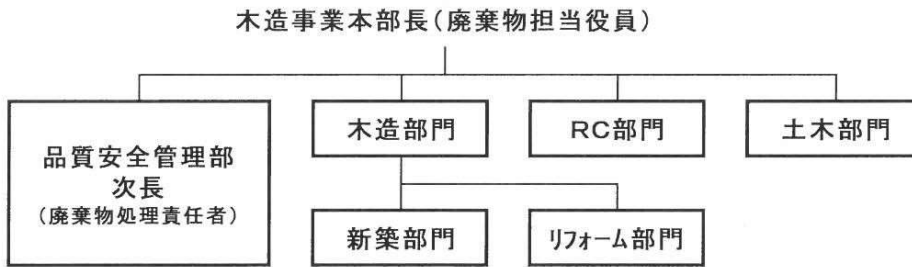 木造事業本部長(廃棄物担当役員)
品質安全管理部
次長
(廃棄物処理責任者)
木造部門
RC部門
土木部門
新築部門
リフォーム部門